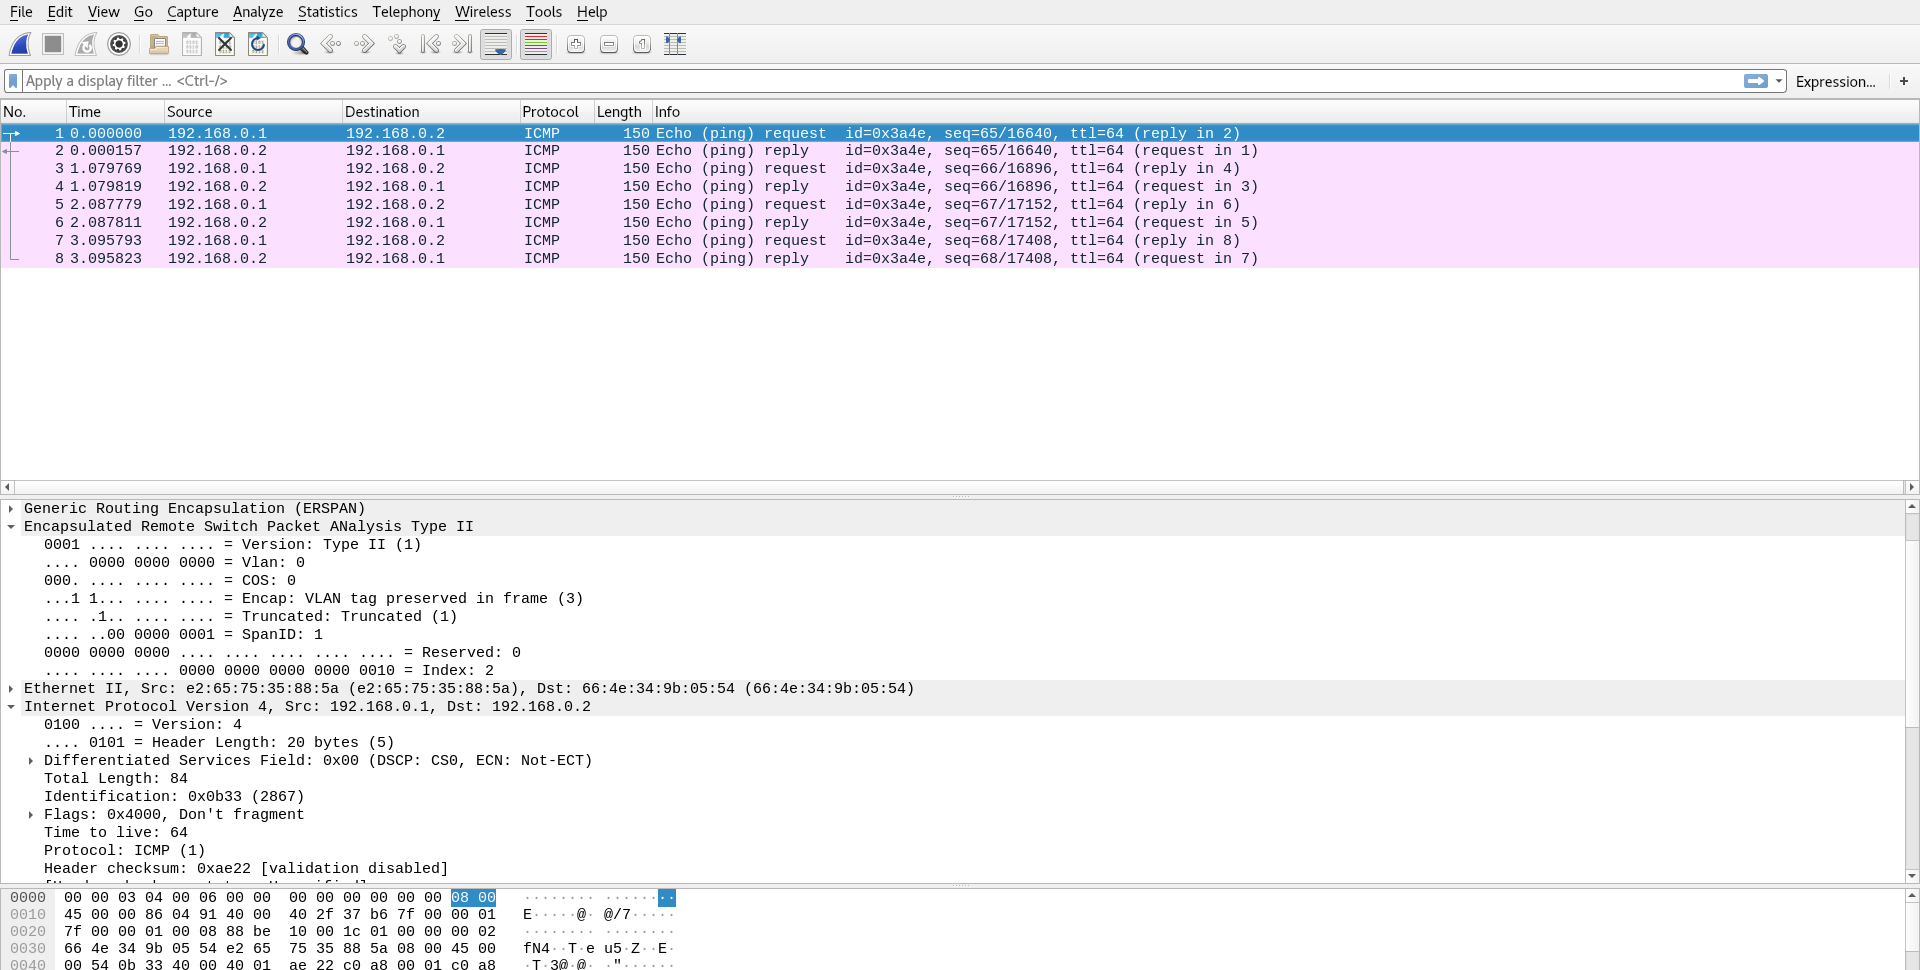 File Edit View Go Capture Analyze Statistics Telephony Wireless Tools Help
Apply a display filter ... <Ctrl-/> Expression... +
No. Time Source Destination Protocol Length Info
1 0.000000 192.168.0.1 192.168.0.2 ICMP 150 Echo (ping) request id=0x3a4e, seq=65/16640, ttl=64 (reply in 2)
2 0.000157 192.168.0.2 192.168.0.1 ICMP 150 Echo (ping) reply id=0x3a4e, seq=65/16640, ttl=64 (request in 1)
3 1.079769 192.168.0.1 192.168.0.2 ICMP 150 Echo (ping) request id=0x3a4e, seq=66/16896, ttl=64 (reply in 4)
4 1.079819 192.168.0.2 192.168.0.1 ICMP 150 Echo (ping) reply id=0x3a4e, seq=66/16896, ttl=64 (request in 3)
5 2.087779 192.168.0.1 192.168.0.2 ICMP 150 Echo (ping) request id=0x3a4e, seq=67/17152, ttl=64 (reply in 6)
6 2.087811 192.168.0.2 192.168.0.1 ICMP 150 Echo (ping) reply id=0x3a4e, seq=67/17152, ttl=64 (request in 5)
7 3.095793 192.168.0.1 192.168.0.2 ICMP 150 Echo (ping) request id=0x3a4e, seq=68/17408, ttl=64 (reply in 8)
8 3.095823 192.168.0.2 192.168.0.1 ICMP 150 Echo (ping) reply id=0x3a4e, seq=68/17408, ttl=64 (request in 7)
Generic Routing Encapsulation (ERSPAN)
Encapsulated Remote Switch Packet ANalysis Type II
0001 .... .... .... = Version: Type II (1)
.... 0000 0000 0000 = Vlan: 0
000. .... .... .... = COS: 0
...1 1... .... .... = Encap: VLAN tag preserved in frame (3)
.... .1.. .... .... = Truncated: Truncated (1)
.... ..00 0000 0001 = SpanID: 1
0000 0000 0000 .... .... .... .... .... = Reserved: 0
.... .... .... 0000 0000 0000 0000 0010 = Index: 2
Ethernet II, Src: e2:65:75:35:88:5a (e2:65:75:35:88:5a), Dst: 66:4e:34:9b:05:54 (66:4e:34:9b:05:54)
Internet Protocol Version 4, Src: 192.168.0.1, Dst: 192.168.0.2
0100 .... = Version: 4
.... 0101 = Header Length: 20 bytes (5)
Differentiated Services Field: 0x00 (DSCP: CS0, ECN: Not-ECT)
Total Length: 84
Identification: 0x0b33 (2867)
Flags: 0x4000, Don't fragment
Time to live: 64
Protocol: ICMP (1)
Header checksum: 0xae22 [validation disabled]
0000 00 00 03 04 00 06 00 00 00 00 00 00 00 00 08 00 ········ ········
0010 45 00 00 86 04 91 40 00 40 2f 37 b6 7f 00 00 01 E·····@· @/7·····
0020 7f 00 00 01 00 08 88 be 10 00 1c 01 00 00 00 02 ········ ········
0030 66 4e 34 9b 05 54 e2 65 75 35 88 5a 08 00 45 00 fN4··T·e u5·Z··E·
0040 00 54 0b 33 40 00 40 01 ae 22 c0 a8 00 01 c0 a8 ·T·3@·@· ·"······